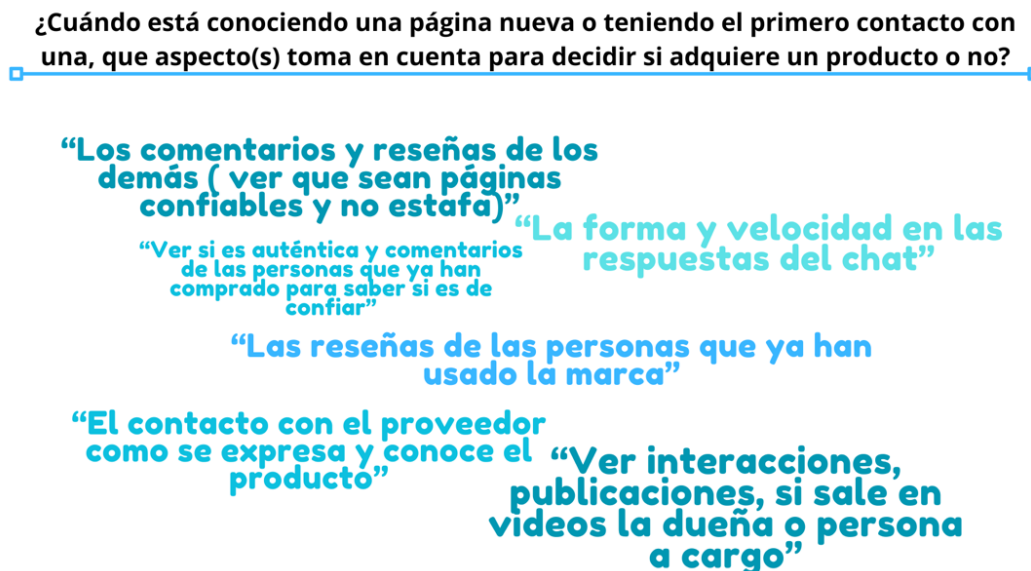 ¿Cuándo está conociendo una página nueva o teniendo el primero contacto con
una, que aspecto(s) toma en cuenta para decidir si adquiere un producto o no?
“Los comentarios y reseñas de los
demás ( ver que sean páginas
confiables y no estafa)”
“La forma y velocidad en las
respuestas del chat”
“Ver si es auténtica y comentarios
de las personas que ya han
comprado para saber si es de
confiar”
“Las reseñas de las personas que ya han
usado la marca”
“El contacto con el proveedor
como se expresa y conoce el
producto”
“Ver interacciones,
publicaciones, si sale en
videos la dueña o persona
a cargo”